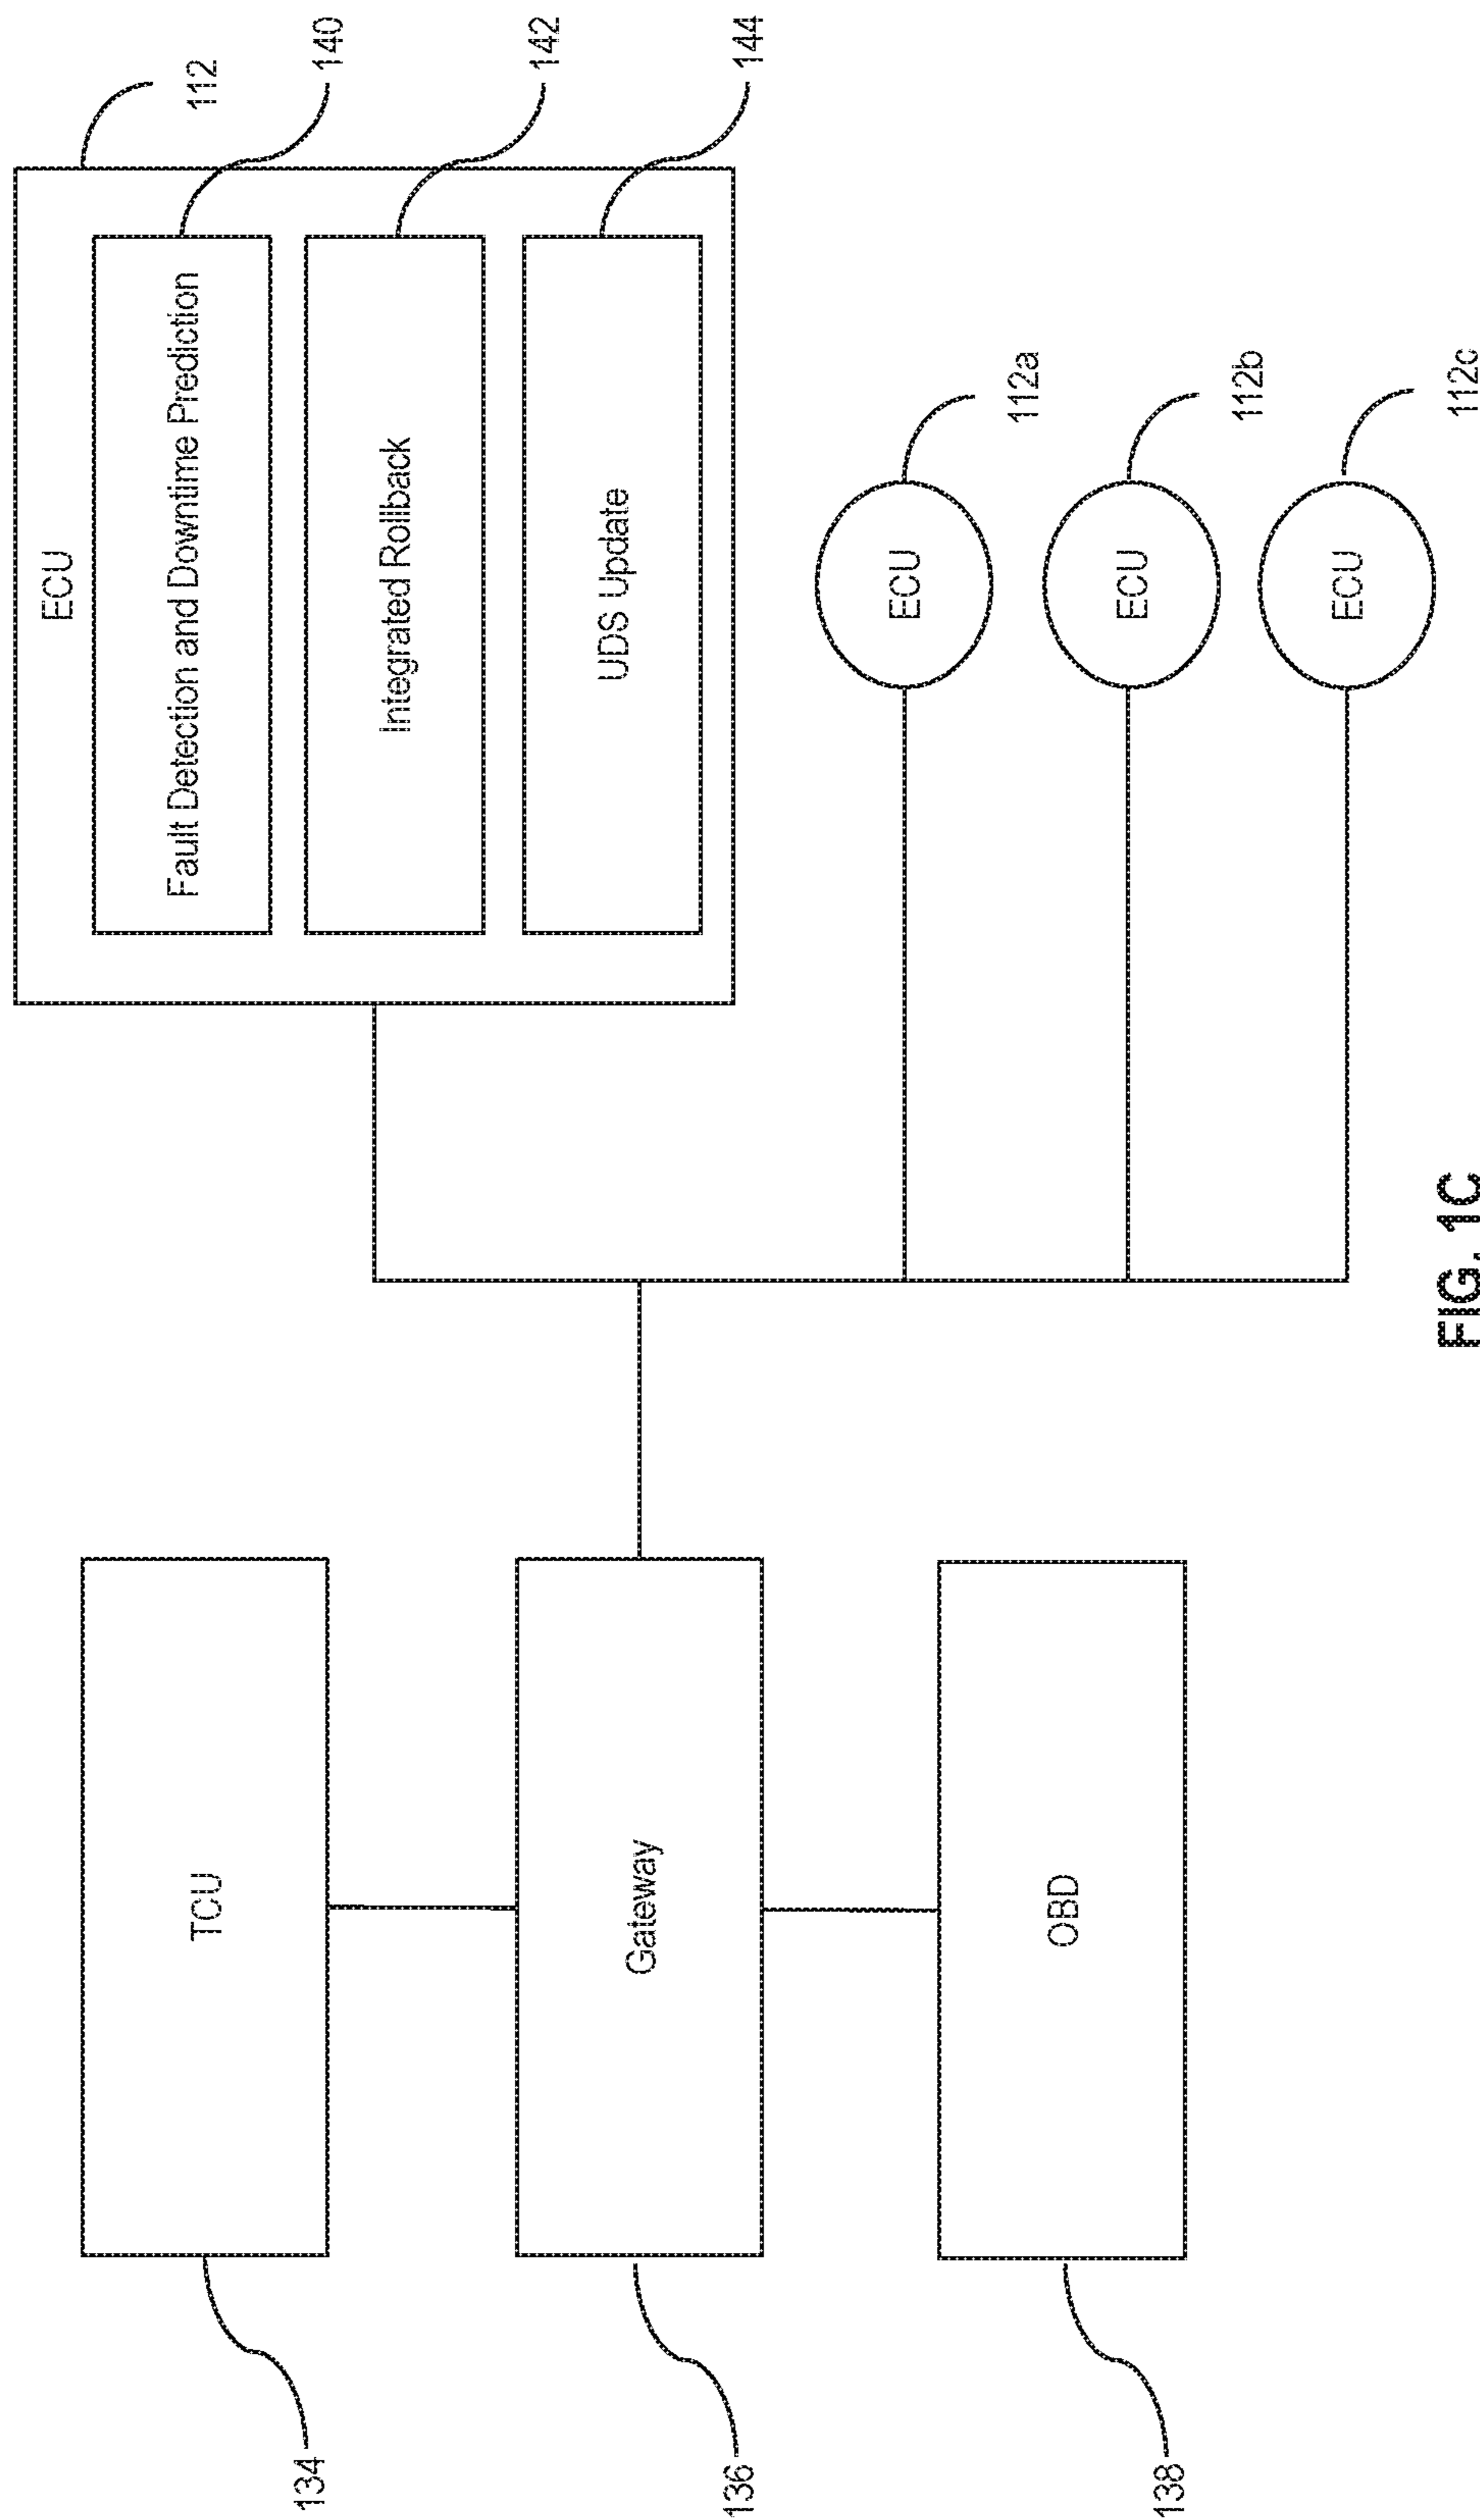 134
TCU
136
Gateway
138
OBD
ECU
112
Fault Detection and Downtime Prediction
140
Integrated Rollback
142
UDS Update
144
ECU
112a
ECU
112b
ECU
112c
FIG. 1C